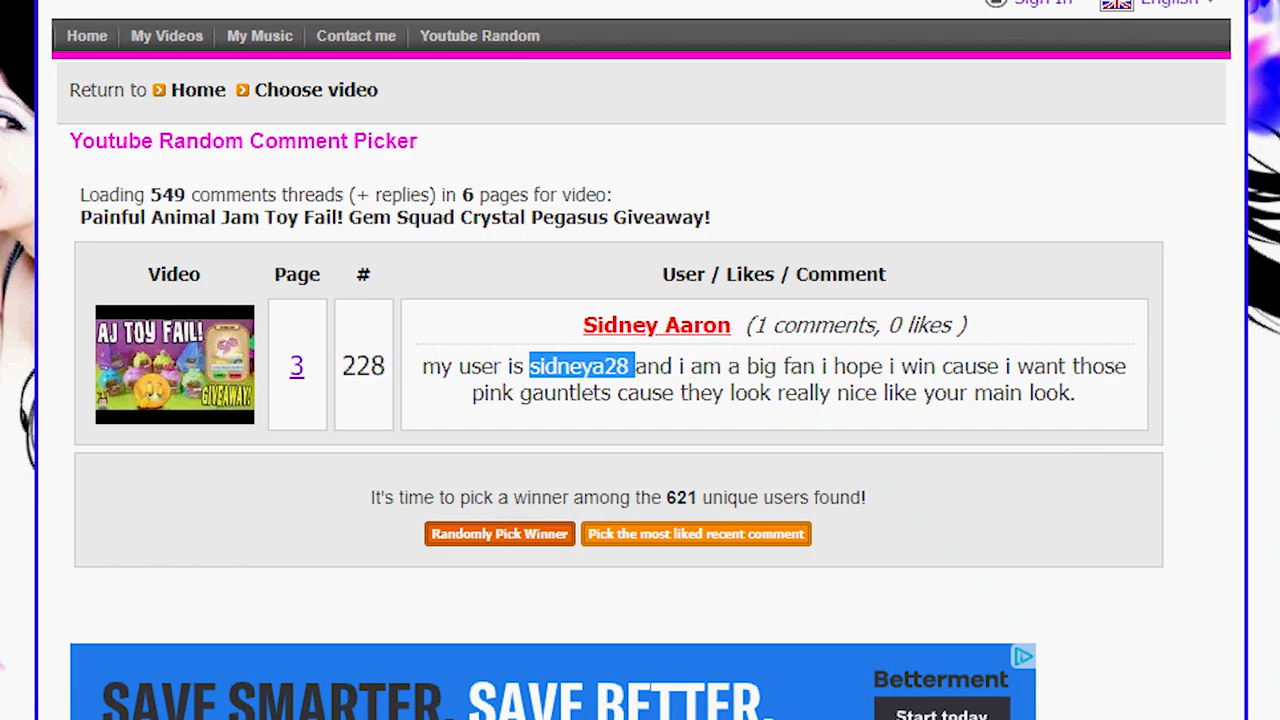 Sign In English
Home My Videos My Music Contact me Youtube Random
Return to Home Choose video
Youtube Random Comment Picker
Loading 549 comments threads (+ replies) in 6 pages for video:
Painful Animal Jam Toy Fail! Gem Squad Crystal Pegasus Giveaway!
Video Page # User / Likes / Comment
AJ TOY FAIL!
GIVEAWAY!
3
228
Sidney Aaron (1 comments, 0 likes )
my user is sidneya28 and i am a big fan i hope i win cause i want those
pink gauntlets cause they look really nice like your main look.
It's time to pick a winner among the 621 unique users found!
Randomly Pick Winner Pick the most liked recent comment
SAVE SMARTER. SAVE BETTER.
Betterment
Start today